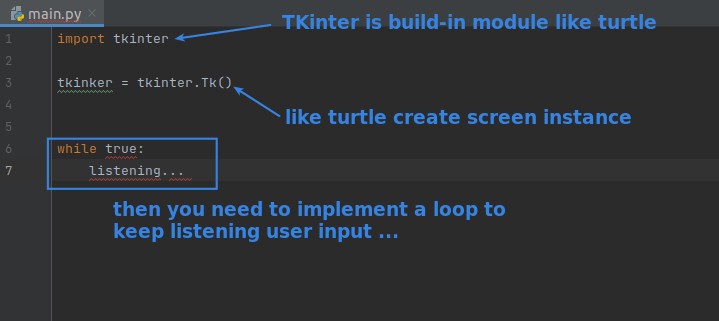 main.py
TKinter is build-in module like turtle
1 import tkinter
2
3 tkinker = tkinter.Tk()
4
like turtle create screen instance
5
6 while true:
7 listening...
then you need to implement a loop to
keep listening user input ...